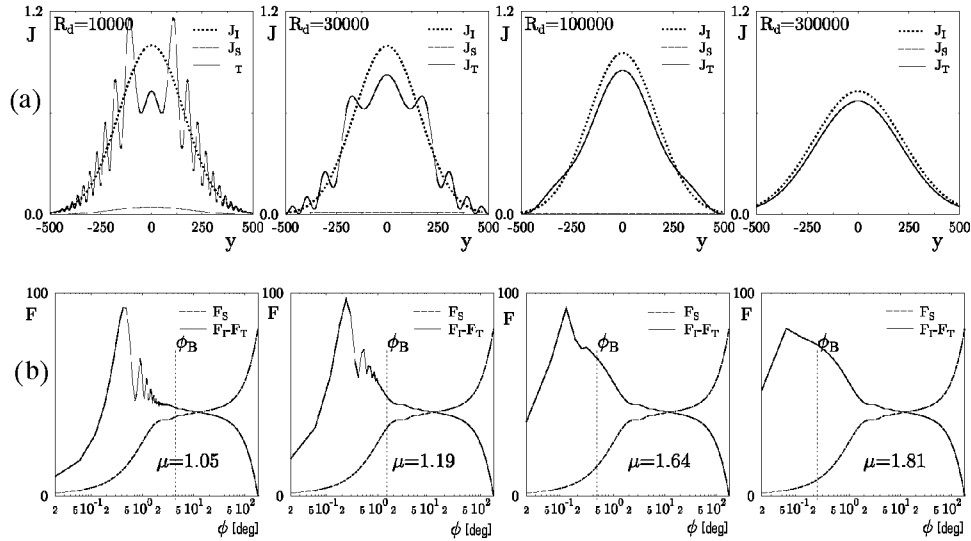 (a)
J
1.2
R_d=10000
J_I
J_S
T
0.0
-500 -250 0 250 500
y
J
1.2
R_d=30000
J_I
J_S
J_T
0.0
-500 -250 0 250 500
y
J
1.2
R_d=100000
J_I
J_S
J_T
0.0
-500 -250 0 250 500
y
J
1.2
R_d=300000
J_I
J_S
J_T
0.0
-500 -250 0 250 500
y
(b)
100
F
F_S
F_I-F_T
ϕ_B
μ=1.05
0
2 5 10^-1 2 5 10^0 2 5 10^1 2 5 10^2
ϕ [deg]
100
F
F_S
F_I-F_T
ϕ_B
μ=1.19
0
2 5 10^-1 2 5 10^0 2 5 10^1 2 5 10^2
ϕ [deg]
100
F
F_S
F_I-F_T
ϕ_B
μ=1.64
0
2 5 10^-1 2 5 10^0 2 5 10^1 2 5 10^2
ϕ [deg]
100
F
F_S
F_I-F_T
ϕ_B
μ=1.81
0
2 5 10^-1 2 5 10^0 2 5 10^1 2 5 10^2
ϕ [deg]